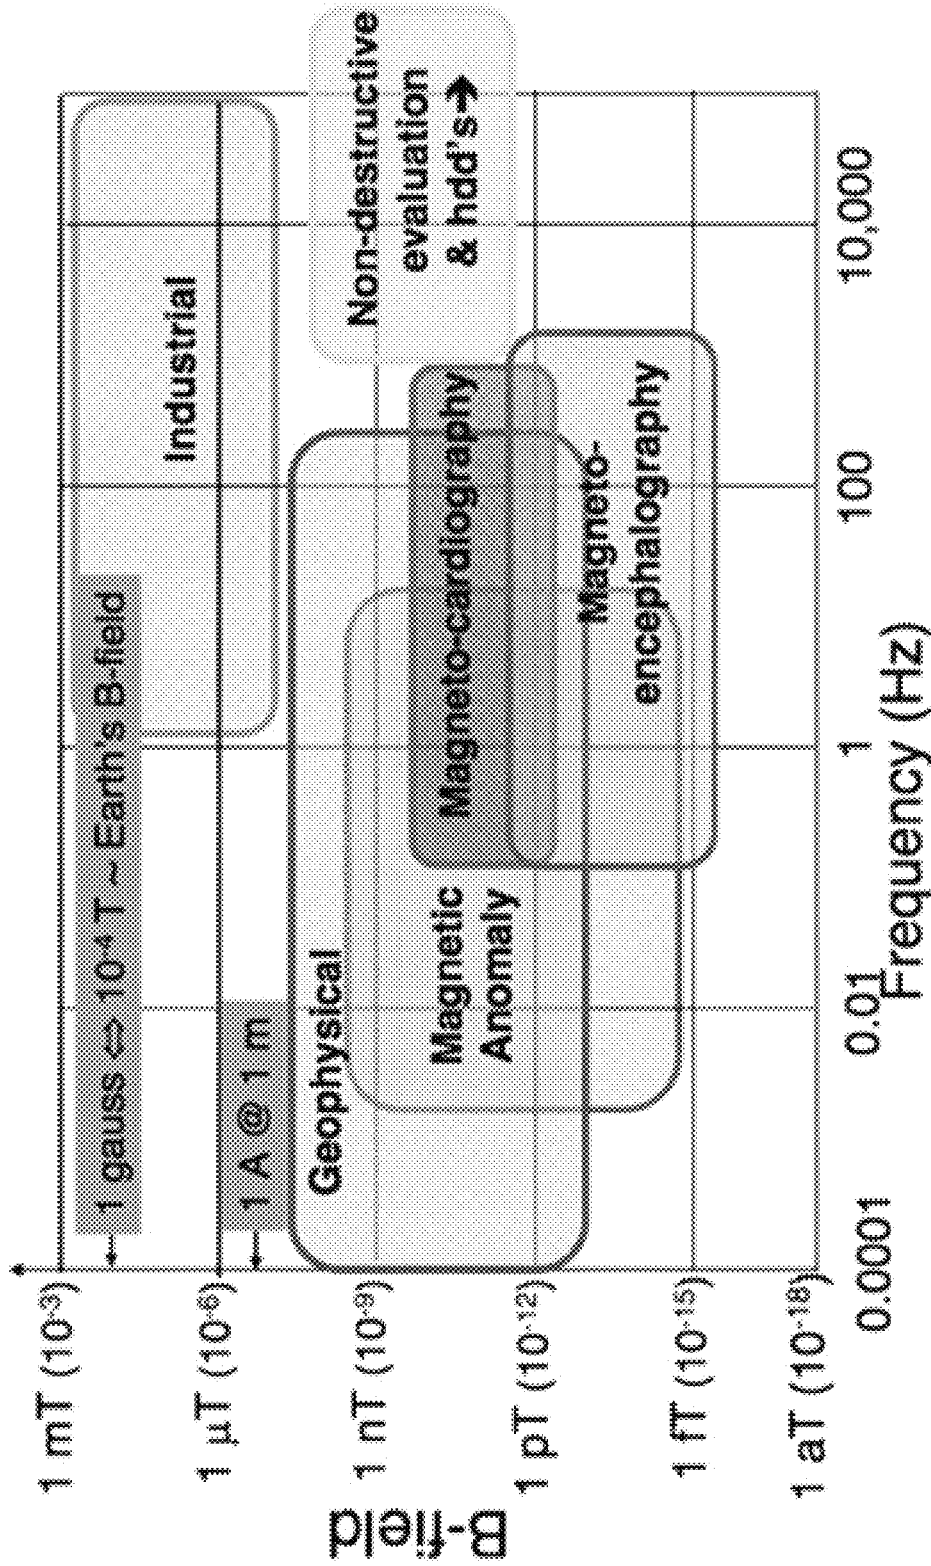 B-field
1 mT (10-3)
1 μT (10-6)
1 nT (10-9)
1 pT (10-12)
1 fT (10-15)
1 aT (10-18)
1 gauss ⇔ 10-4 T ~ Earth's B-field
1 A @ 1 m
Industrial
Geophysical
Magnetic
Anomaly
Magneto-cardiography
Magneto-
encephalography
Non-destructive
evaluation
& hdd's→
0.0001
0.01
1
100
10,000
Frequency (Hz)